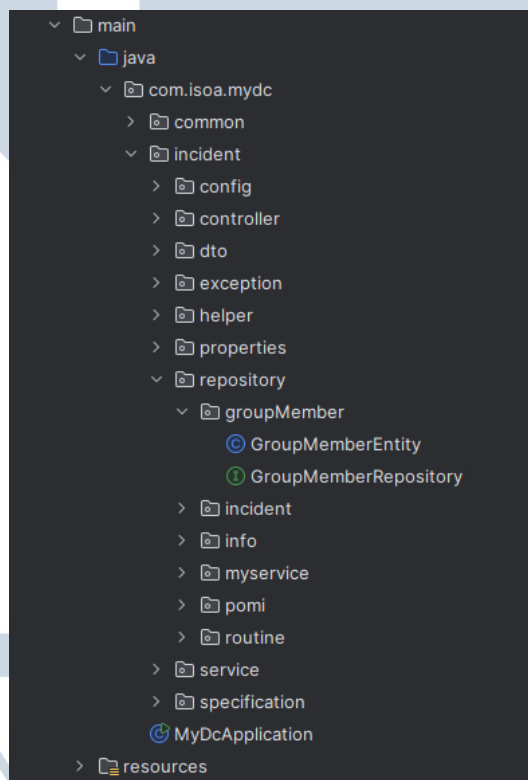 main
java
com.isoa.mydc
common
incident
config
controller
dto
exception
helper
properties
repository
groupMember
GroupMemberEntity
GroupMemberRepository
incident
info
myservice
pomi
routine
service
specification
MyDcApplication
resources